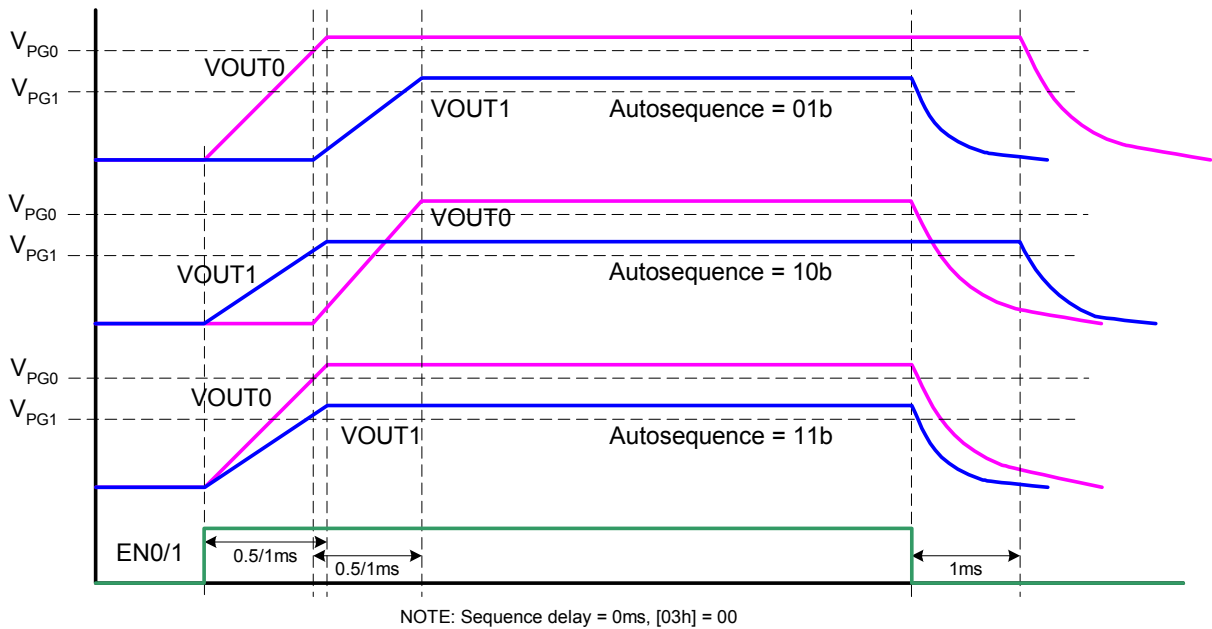 VPG0
VOUT0
VPG1
VOUT1 Autosequence = 01b
VPG0
VOUT0
VPG1
VOUT1 Autosequence = 10b
VPG0
VOUT0
VPG1
VOUT1 Autosequence = 11b
EN0/1
0.5/1ms
0.5/1ms
1ms
NOTE: Sequence delay = 0ms, [03h] = 00